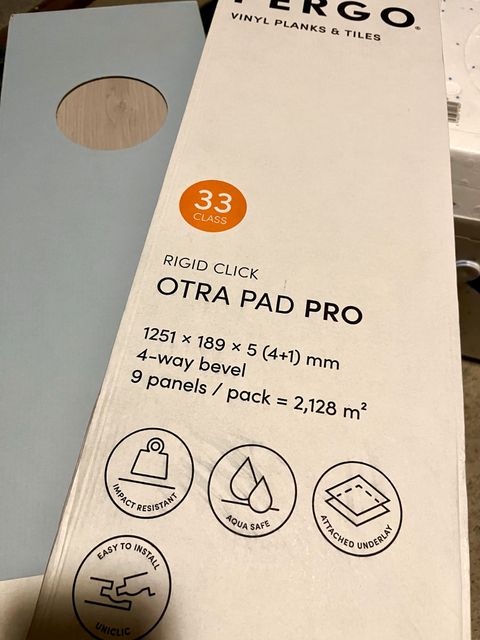 PERGO®
VINYL PLANKS & TILES
33
CLASS
RIGID CLICK
OTRA PAD PRO
1251 × 189 × 5 (4+1) mm
4-way bevel
9 panels / pack = 2,128 m²
IMPACT RESISTANT
AQUA SAFE
ATTACHED UNDERLAY
EASY TO INSTALL
UNICLIC